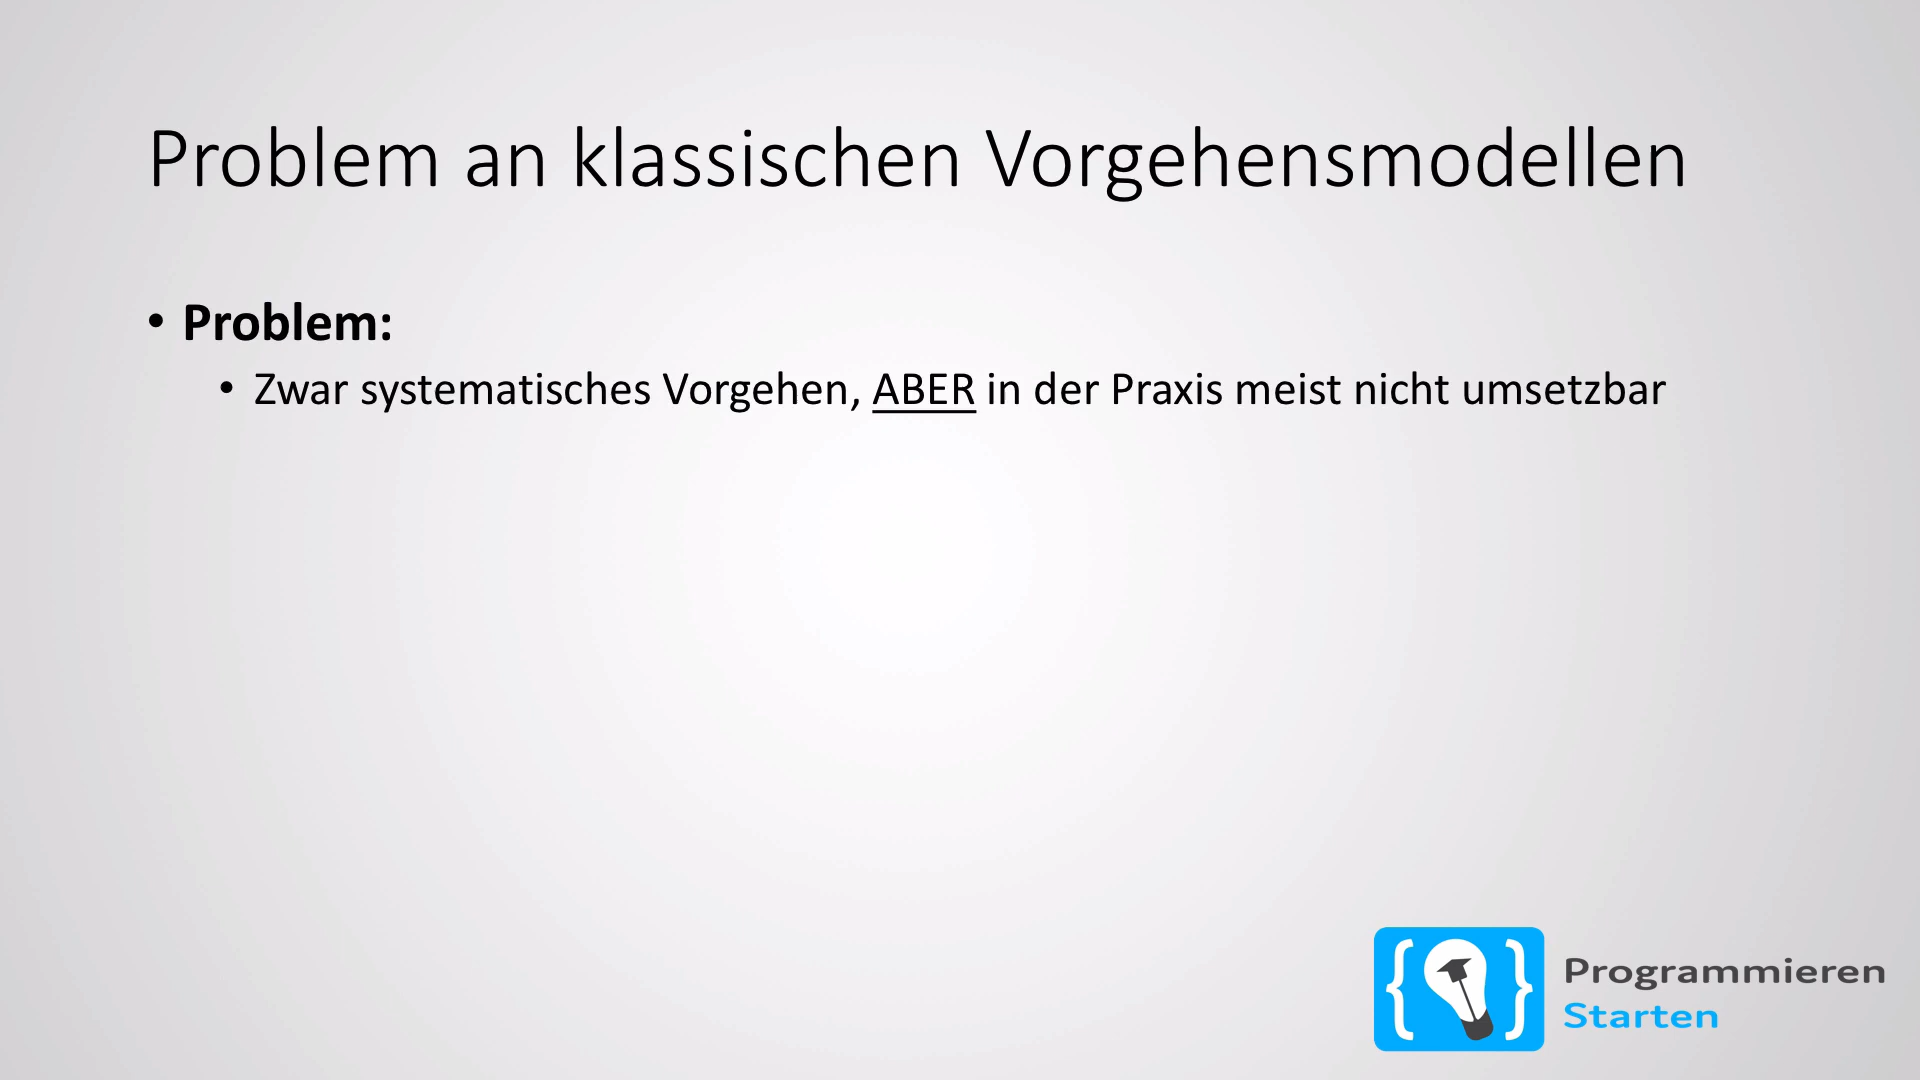 Problem an klassischen Vorgehensmodellen
• Problem:
• Zwar systematisches Vorgehen, ABER in der Praxis meist nicht umsetzbar
Programmieren
Starten